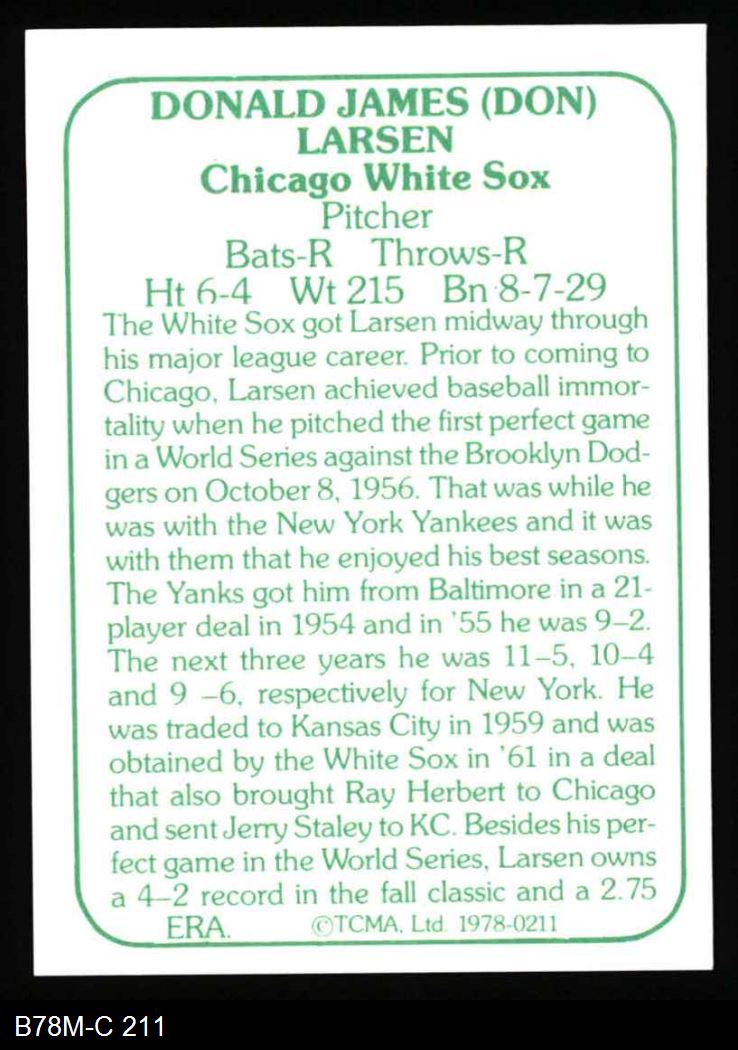 DONALD JAMES (DON)
LARSEN
Chicago White Sox
Pitcher
Bats-R Throws-R
Ht 6-4 Wt 215 Bn 8-7-29
The White Sox got Larsen midway through
his major league career. Prior to coming to
Chicago, Larsen achieved baseball immor-
tality when he pitched the first perfect game
in a World Series against the Brooklyn Dod-
gers on October 8, 1956. That was while he
was with the New York Yankees and it was
with them that he enjoyed his best seasons.
The Yanks got him from Baltimore in a 21-
player deal in 1954 and in '55 he was 9–2.
The next three years he was 11–5, 10–4
and 9 –6, respectively for New York. He
was traded to Kansas City in 1959 and was
obtained by the White Sox in '61 in a deal
that also brought Ray Herbert to Chicago
and sent Jerry Staley to KC. Besides his per-
fect game in the World Series, Larsen owns
a 4–2 record in the fall classic and a 2.75
ERA. ©TCMA, Ltd. 1978-0211
B78M-C 211